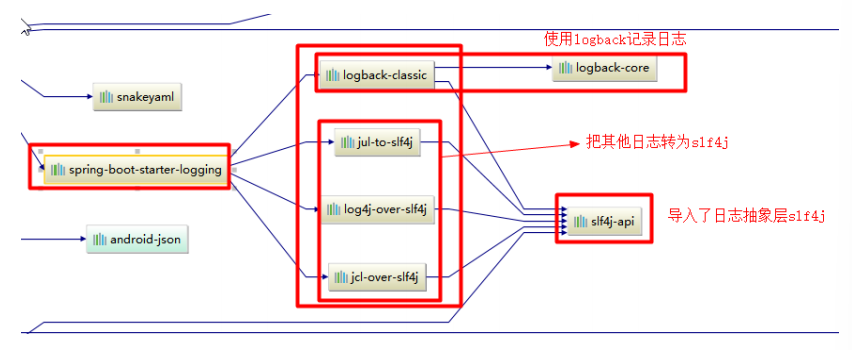 使用logback记录日志
logback-classic
logback-core
snakeyaml
jul-to-slf4j
把其他日志转为slf4j
spring-boot-starter-logging
log4j-over-slf4j
slf4j-api
导入了日志抽象层slf4j
android-json
jcl-over-slf4j